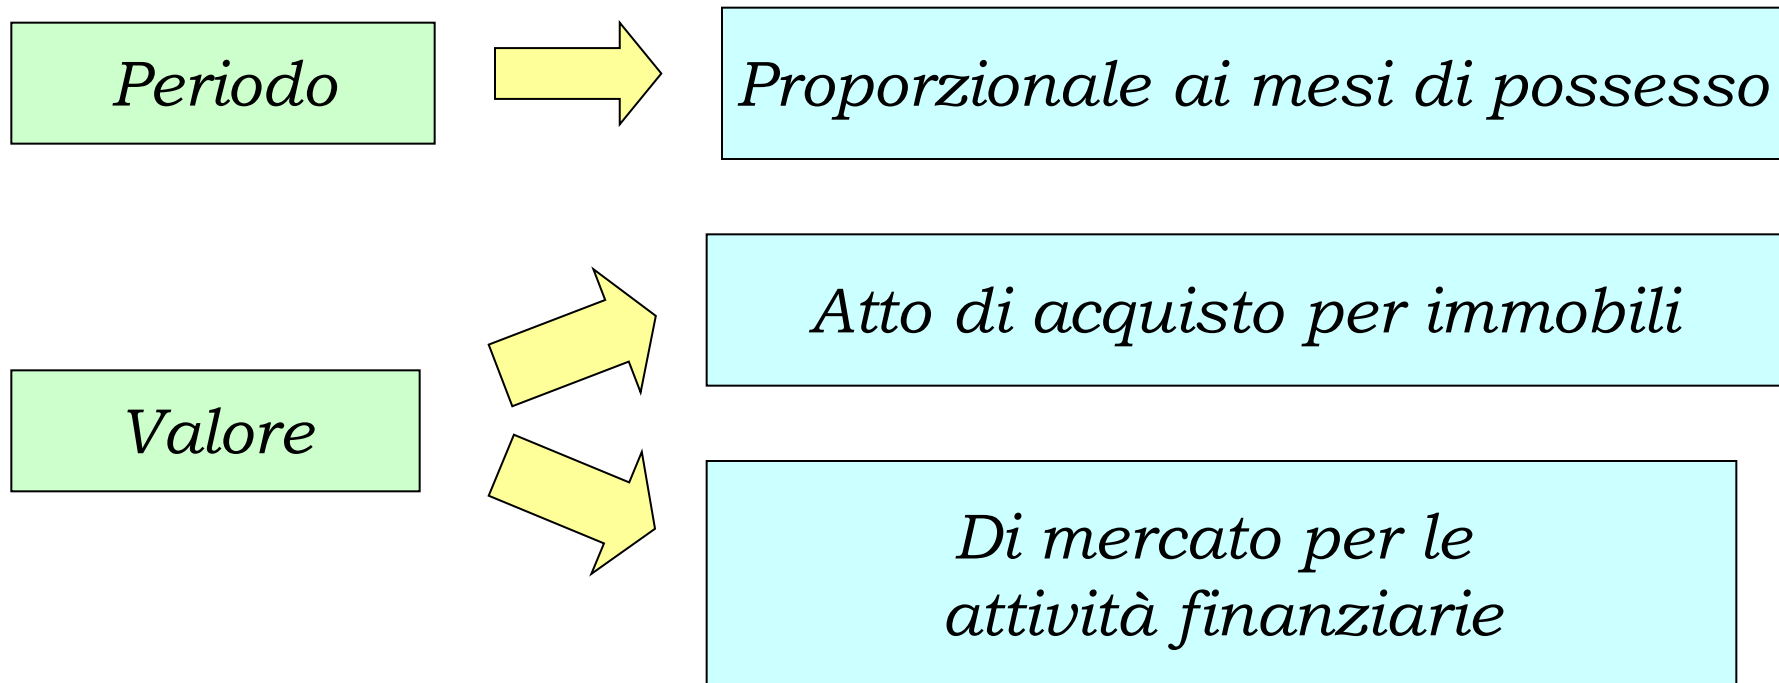 Periodo
Proporzionale ai mesi di possesso
Atto di acquisto per immobili
Valore
Di mercato per le
attività finanziarie